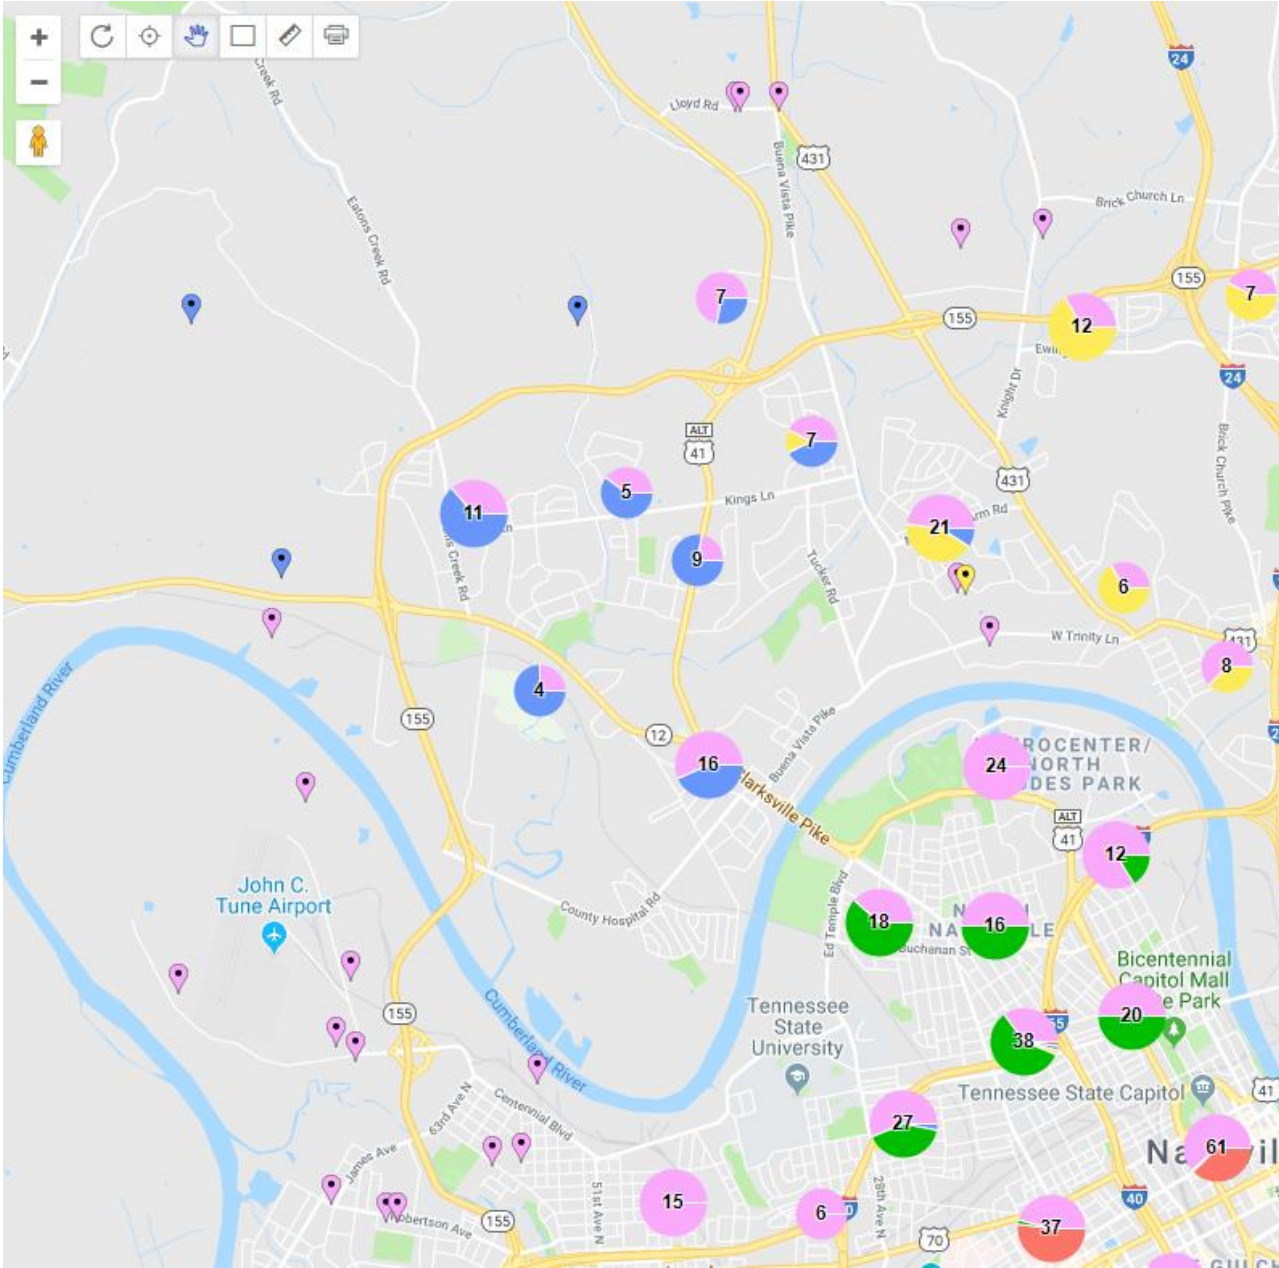 24
Creek Rd
Lloyd Rd
431
Buena Vista Pike
Eatons Creek Rd
Brick Church Ln
155
7
7
155
12
24
Knight Dr
ALT
41
7
431
Brick Church Pike
5
Kings Ln
11
21
9
Tucker Rd
6
W Trinity Ln
431
8
Cumberland River
4
155
12
16
Buena Vista Pike
24
NORTH
Clarksville Pike
ALT
41
12
John C.
Tune Airport
County Hospital Rd
Ed Temple Blvd
18
16
Buchanan St
Bicentennial
Capitol Mall
Park
155
Cumberland River
Tennessee
State
University
38
20
Tennessee State Capitol
41
63rd Ave N
Centennial Blvd
27
61
James Ave
28th Ave N
51st Ave N
40
15
6
37
Robertson Ave
155
70